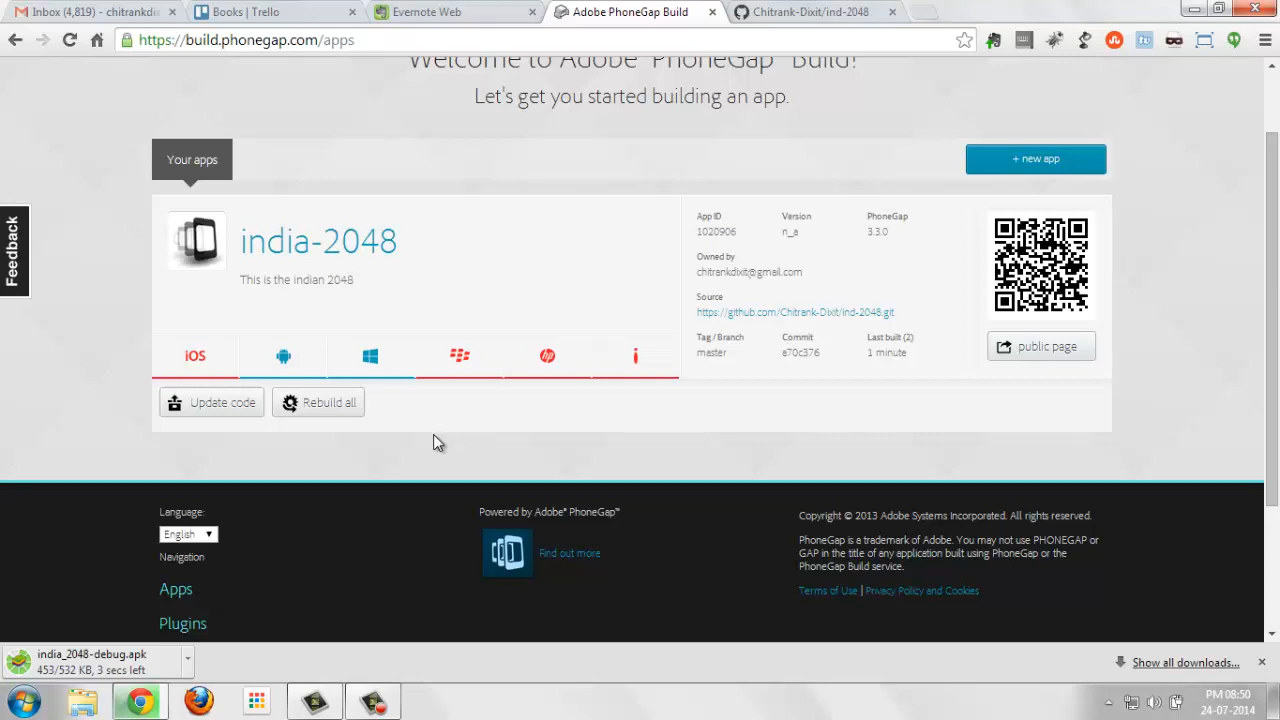 Inbox (4,819) - chitrankdix
Books | Trello
Evernote Web
Adobe PhoneGap Build
Chitrank-Dixit/ind-2048
https://build.phonegap.com/apps
Welcome to Adobe® PhoneGap™ Build!
Let's get you started building an app.
Your apps
+ new app
Feedback
india-2048
This is the indian 2048
iOS
App ID
Version
PhoneGap
1020906
n_a
3.3.0
Owned by
chitrankdixit@gmail.com
Source
https://github.com/Chitrank-Dixit/ind-2048.git
Tag / Branch
Commit
Last built (2)
master
a70c376
1 minute
public page
Update code
Rebuild all
Language:
English
Navigation
Apps
Plugins
Powered by Adobe® PhoneGap™
Find out more
Copyright © 2013 Adobe Systems Incorporated. All rights reserved.
PhoneGap is a trademark of Adobe. You may not use PHONEGAP or
GAP in the title of any application built using PhoneGap or the
PhoneGap Build service.
Terms of Use | Privacy Policy and Cookies
india_2048-debug.apk
453/532 KB, 3 secs left
Show all downloads...
PM 08:50
24-07-2014